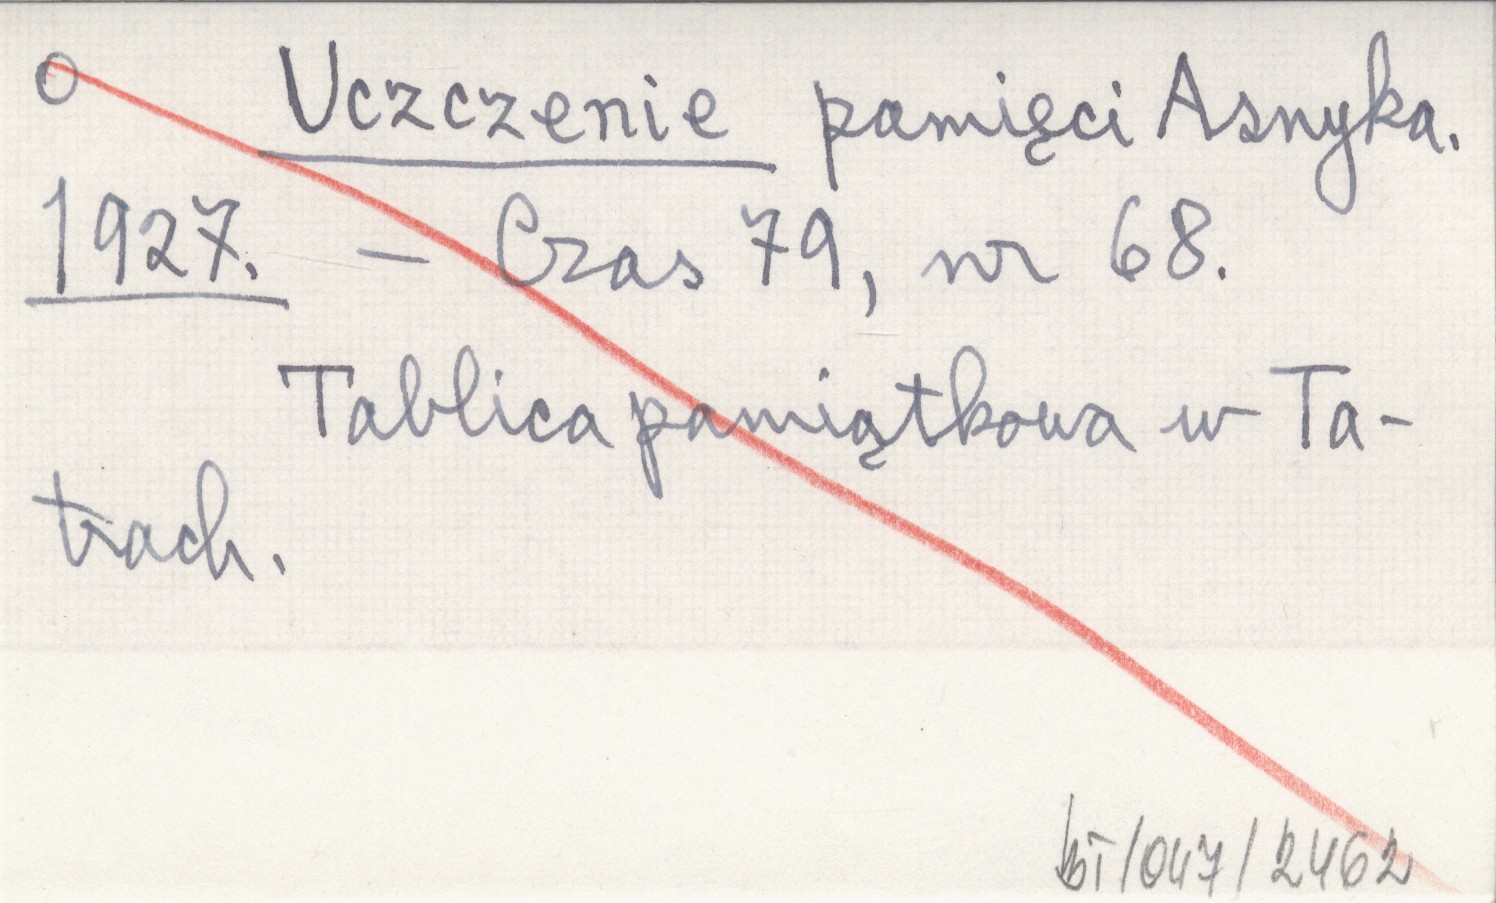 O Uczczenie pamięci Asnyka.
1927. – Czas 79, nr 68.
Tablica pamiątkowa w Ta-
trach.
bT/047/2462